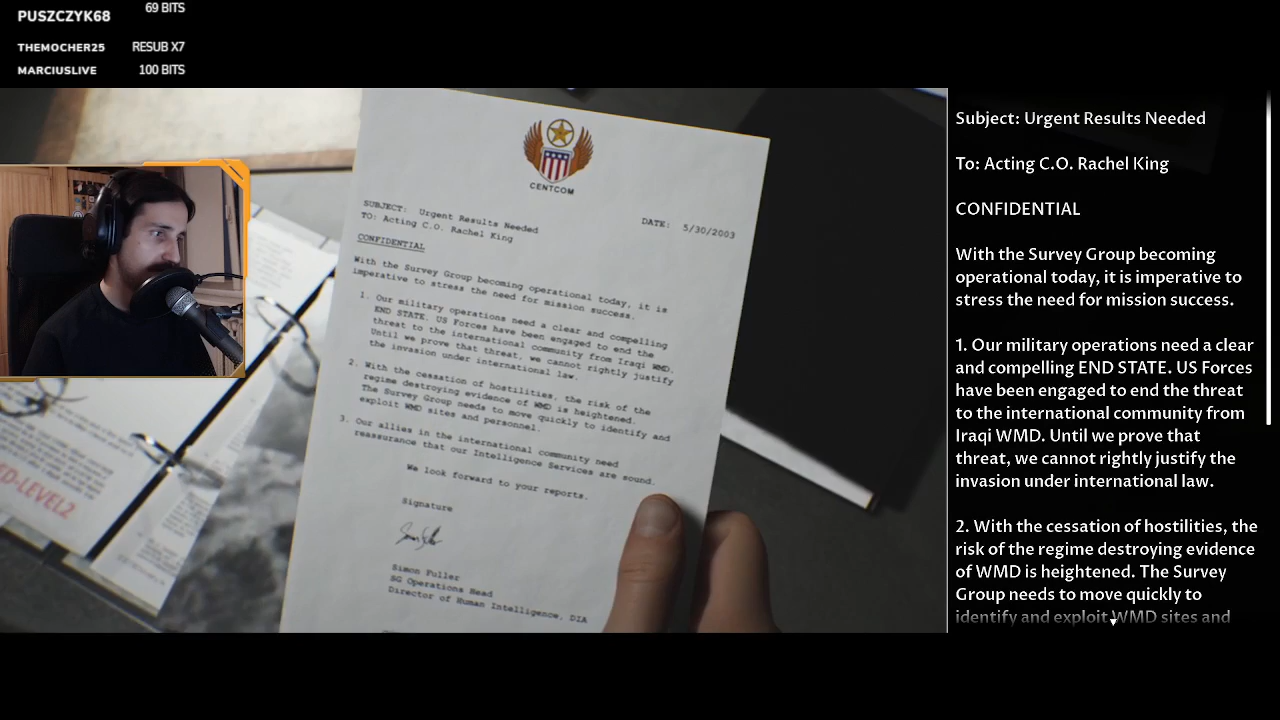 PUSZCZYK68 69 BITS
THEMOCHER25 RESUB X7
MARCIUSLIVE 100 BITS
CENTCOM
SUBJECT: Urgent Results Needed
DATE: 5/30/2003
TO: Acting C.O. Rachel King
CONFIDENTIAL
With the Survey Group becoming operational today, it is
imperative to stress the need for mission success.
1. Our military operations need a clear and compelling
END STATE. US Forces have been engaged to end the
threat to the international community from Iraqi WMD.
Until we prove that threat, we cannot rightly justify
the invasion under international law.
2. With the cessation of hostilities, the risk of the
regime destroying evidence of WMD is heightened.
The Survey Group needs to move quickly to identify and
exploit WMD sites and personnel.
3. Our allies in the international community need
reassurance that our Intelligence Services are sound.
We look forward to your reports.
Signature
Simon Fuller
SG Operations Head
Director of Human Intelligence, DIA
ED-LEVEL2
Subject: Urgent Results Needed
To: Acting C.O. Rachel King
CONFIDENTIAL
With the Survey Group becoming
operational today, it is imperative to
stress the need for mission success.
1. Our military operations need a clear
and compelling END STATE. US Forces
have been engaged to end the threat
to the international community from
Iraqi WMD. Until we prove that
threat, we cannot rightly justify the
invasion under international law.
2. With the cessation of hostilities, the
risk of the regime destroying evidence
of WMD is heightened. The Survey
Group needs to move quickly to
identify and exploit WMD sites and